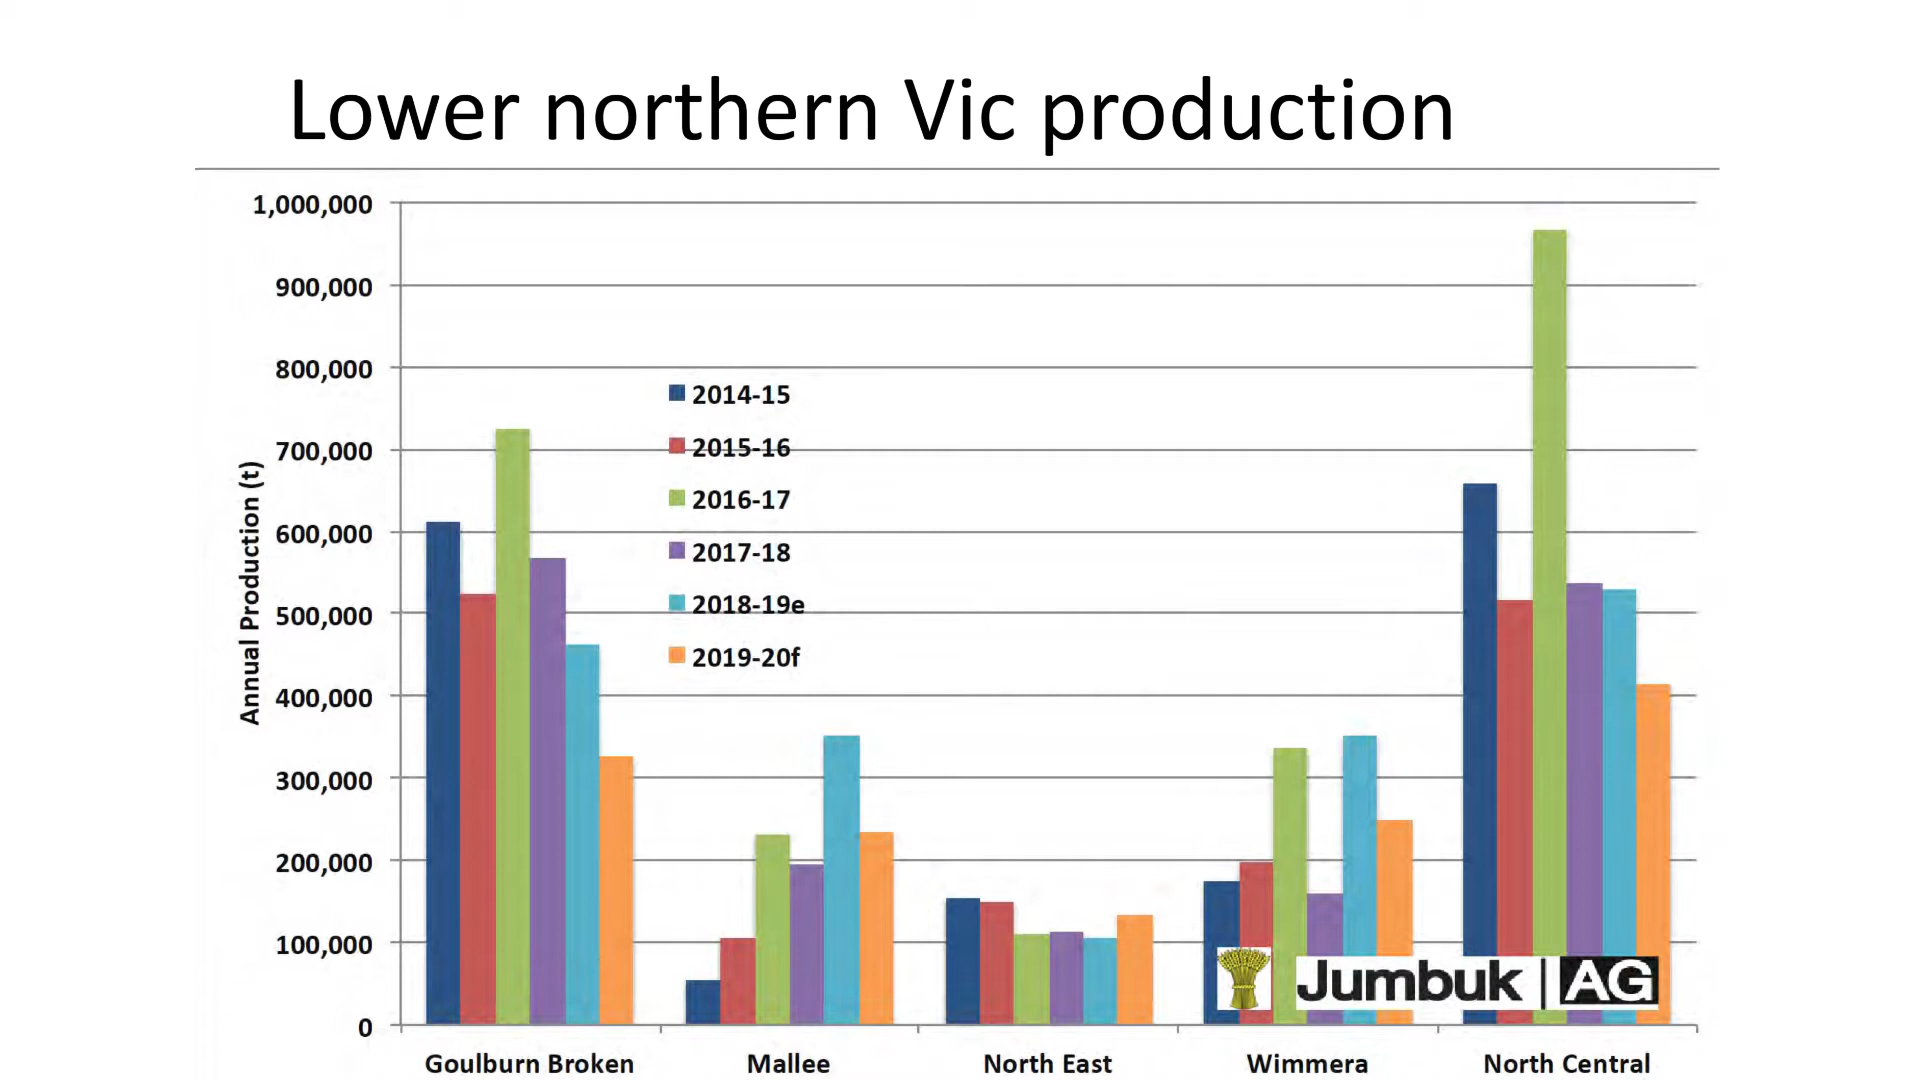 Lower northern Vic production
1,000,000
900,000
800,000
700,000
600,000
500,000
400,000
300,000
200,000
100,000
0
Annual Production (t)
2014-15
2015-16
2016-17
2017-18
2018-19e
2019-20f
Jumbuk | AG
Goulburn Broken Mallee North East Wimmera North Central